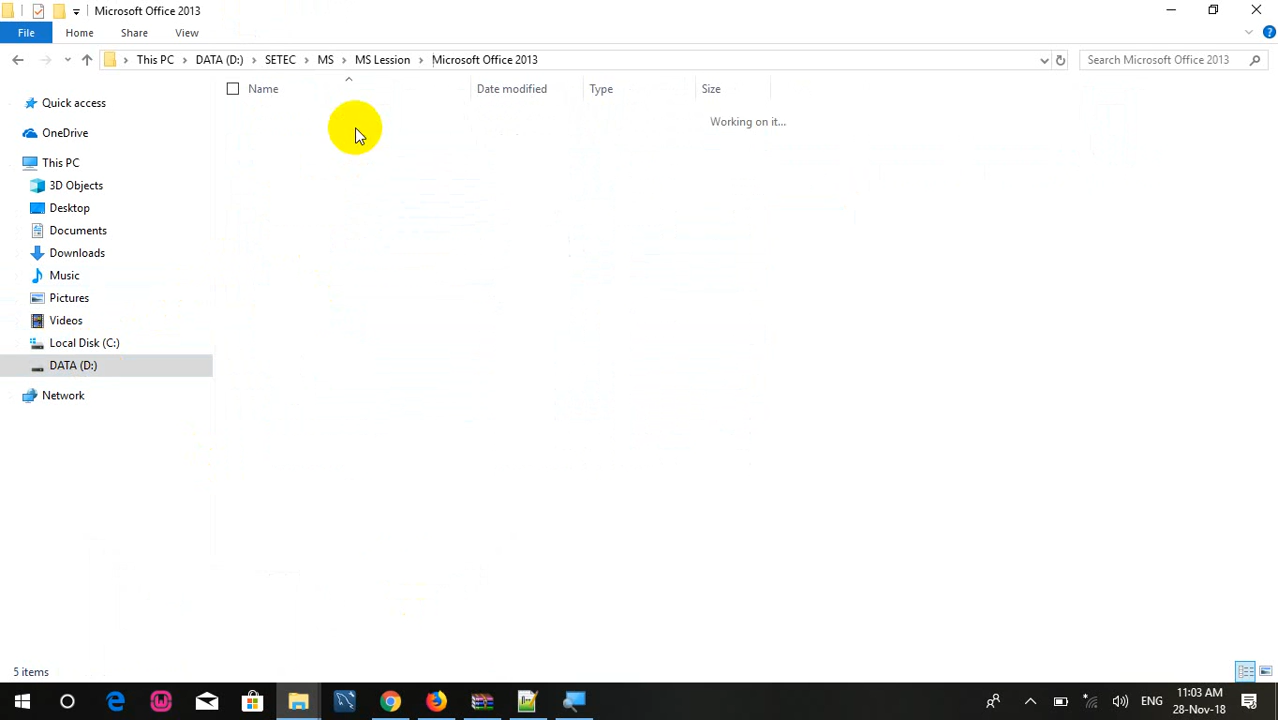 Microsoft Office 2013
File Home Share View
This PC DATA (D:) SETEC MS MS Lession Microsoft Office 2013 Search Microsoft Office 2013
Name Date modified Type Size
Working on it...
Quick access
OneDrive
This PC
3D Objects
Desktop
Documents
Downloads
Music
Pictures
Videos
Local Disk (C:)
DATA (D:)
Network
5 items
ENG 11:03 AM
28-Nov-18